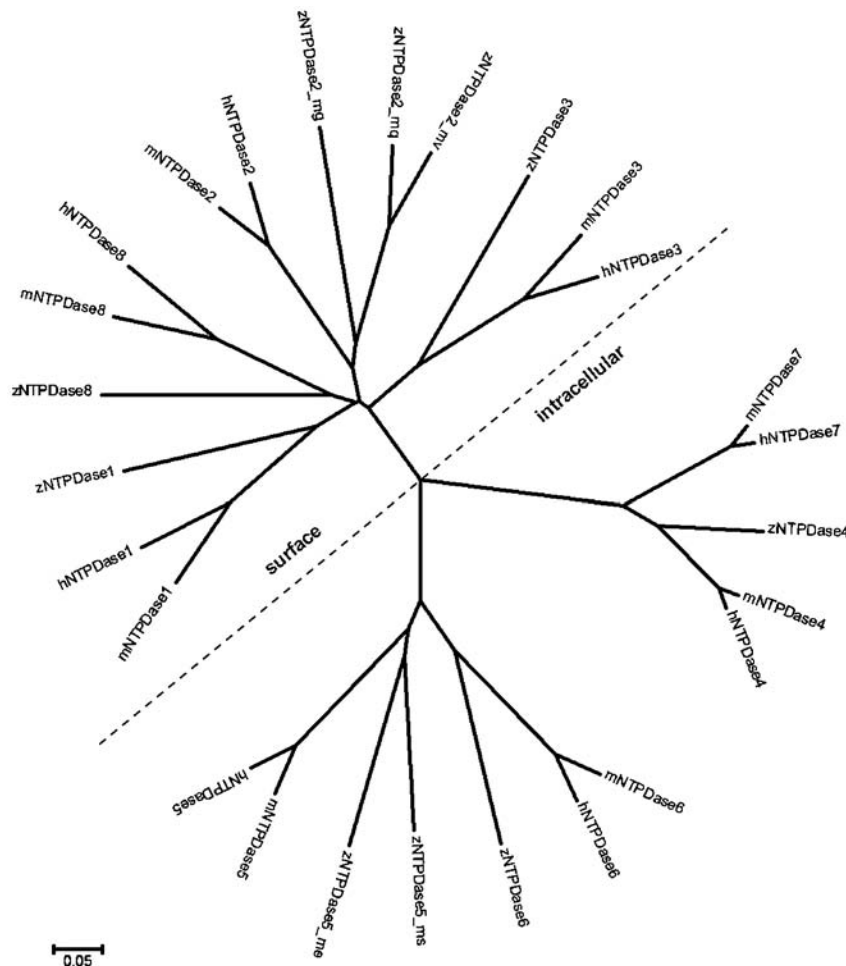 zNTPDase2_mg
zNTPDase2_mq
zNTPDase2_mv
zNTPDase3
hNTPDase2
mNTPDase2
mNTPDase3
hNTPDase8
hNTPDase3
mNTPDase8
intracellular
mNTPDase7
zNTPDase8
hNTPDase7
zNTPDase1
zNTPDase4
hNTPDase1
surface
mNTPDase1
mNTPDase4
hNTPDase4
hNTPDase5
mNTPDase5
mNTPDase6
hNTPDase6
zNTPDase5_me
zNTPDase5_ms
zNTPDase6
0.05